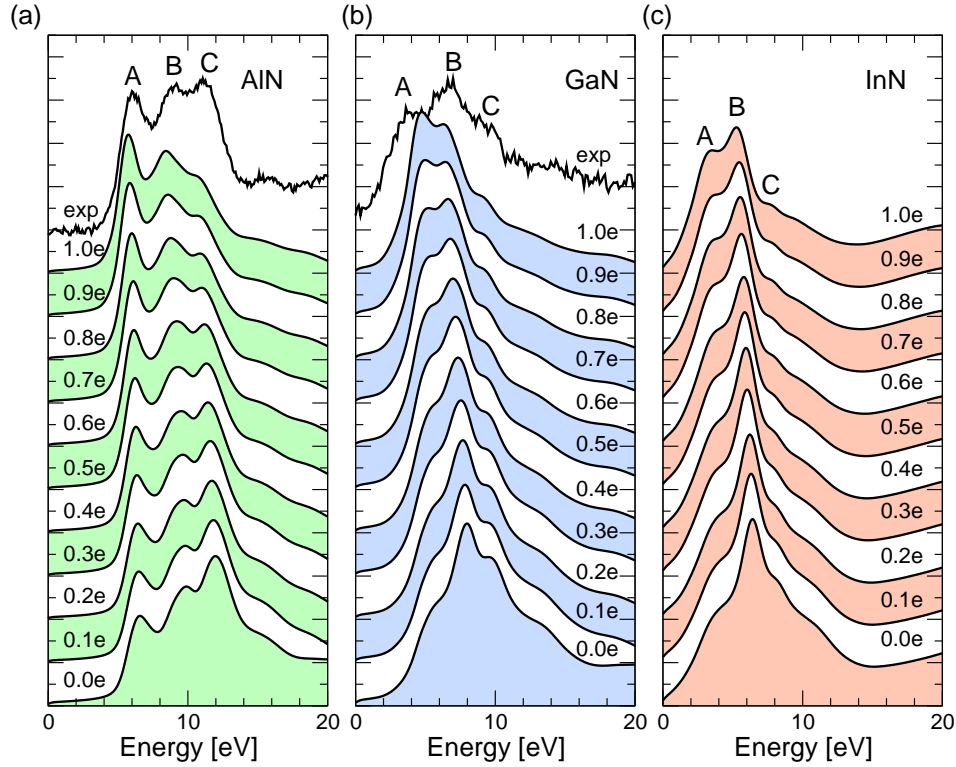 (a)
A
B
C
AlN
exp
1.0e
0.9e
0.8e
0.7e
0.6e
0.5e
0.4e
0.3e
0.2e
0.1e
0.0e
0
10
20
Energy [eV]
(b)
A
B
C
GaN
exp
1.0e
0.9e
0.8e
0.7e
0.6e
0.5e
0.4e
0.3e
0.2e
0.1e
0.0e
0
10
20
Energy [eV]
(c)
InN
A
B
C
1.0e
0.9e
0.8e
0.7e
0.6e
0.5e
0.4e
0.3e
0.2e
0.1e
0.0e
0
10
20
Energy [eV]